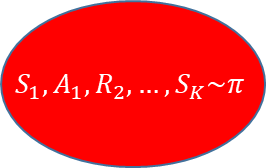 S₁, A₁, R₂, … , S_K~π